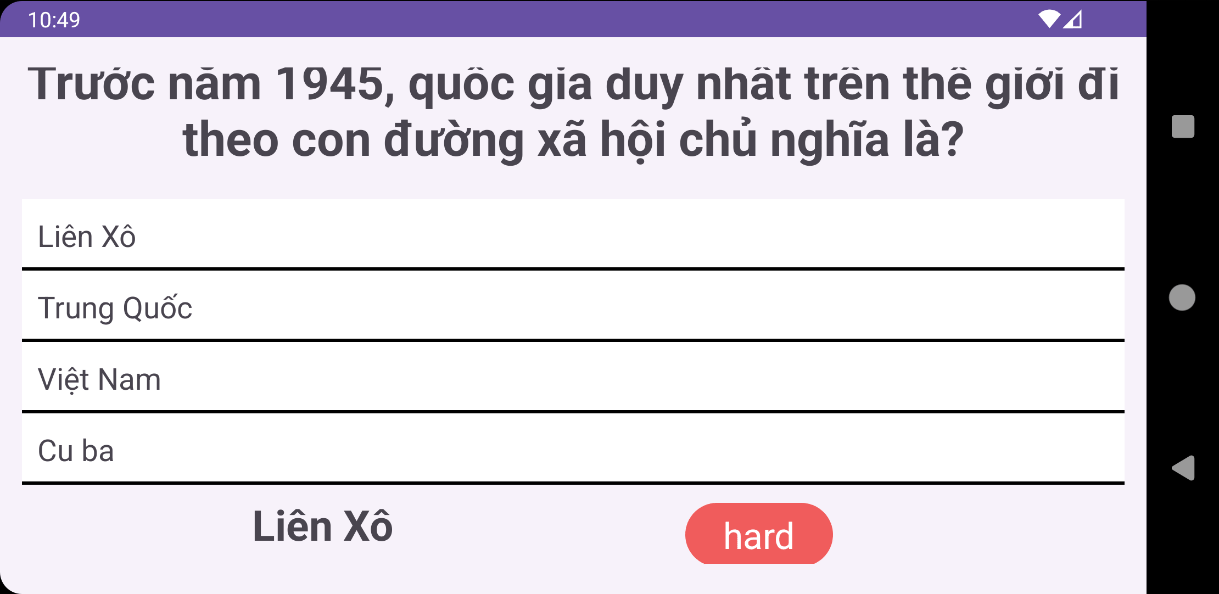 10:49
Trước năm 1945, quốc gia duy nhất trên thế giới đi
theo con đường xã hội chủ nghĩa là?
Liên Xô
Trung Quốc
Việt Nam
Cu ba
Liên Xô
hard